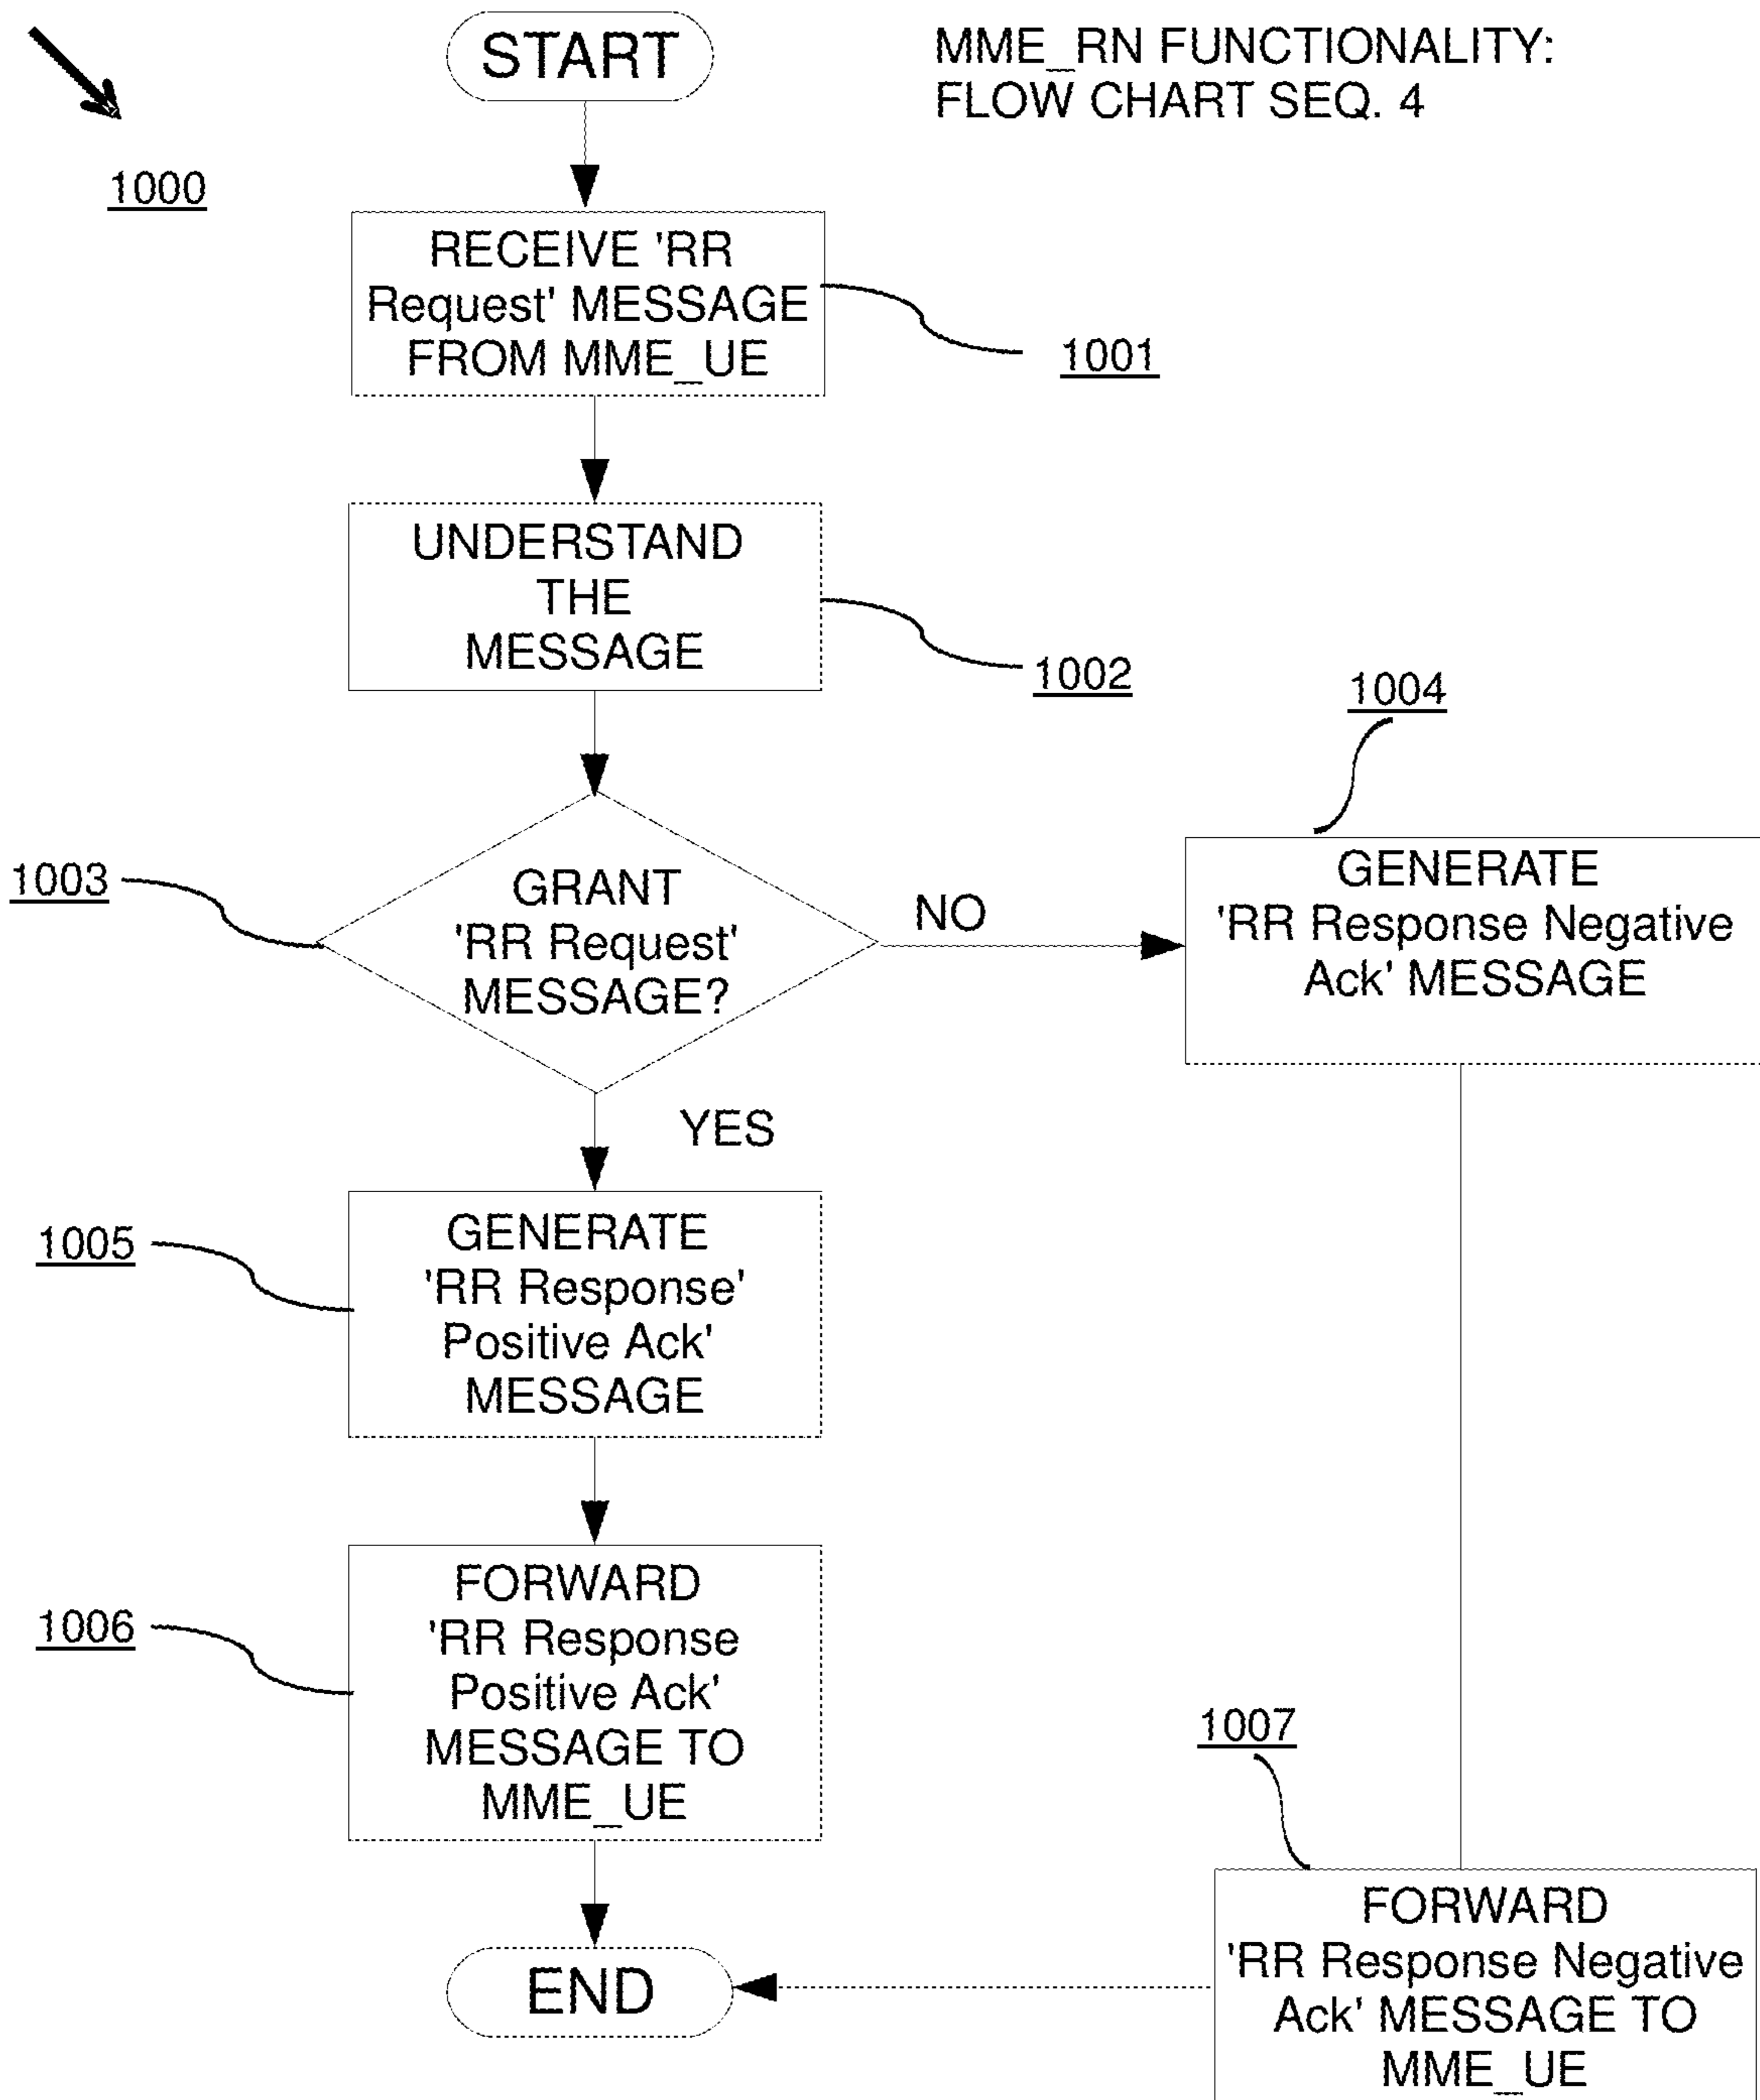 START
MME_RN FUNCTIONALITY:
FLOW CHART SEQ. 4
1000
RECEIVE 'RR
Request' MESSAGE
FROM MME_UE
1001
UNDERSTAND
THE
MESSAGE
1002
1003
GRANT
'RR Request'
MESSAGE?
NO
1004
GENERATE
'RR Response Negative
Ack' MESSAGE
YES
1005
GENERATE
'RR Response'
Positive Ack'
MESSAGE
1006
FORWARD
'RR Response
Positive Ack'
MESSAGE TO
MME_UE
1007
FORWARD
'RR Response Negative
Ack' MESSAGE TO
MME_UE
END